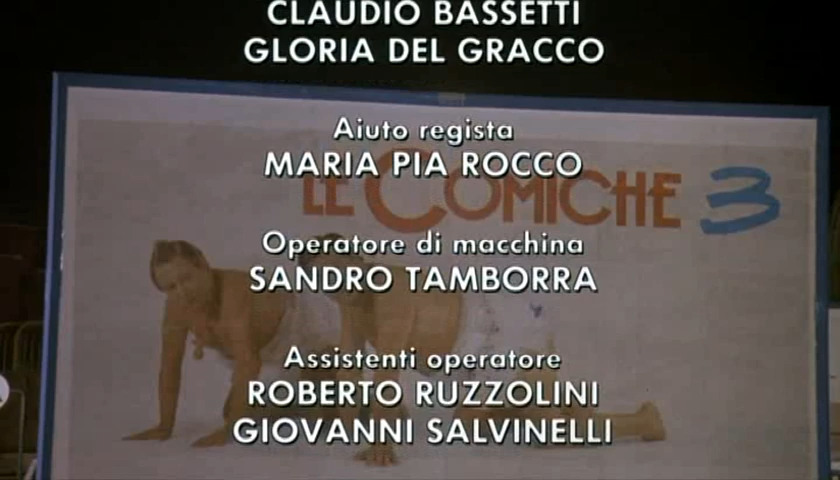 CLAUDIO BASSETTI
GLORIA DEL GRACCO
Aiuto regista
MARIA PIA ROCCO
LE COMICHE 3
Operatore di macchina
SANDRO TAMBORRA
Assistenti operatore
ROBERTO RUZZOLINI
GIOVANNI SALVINELLI